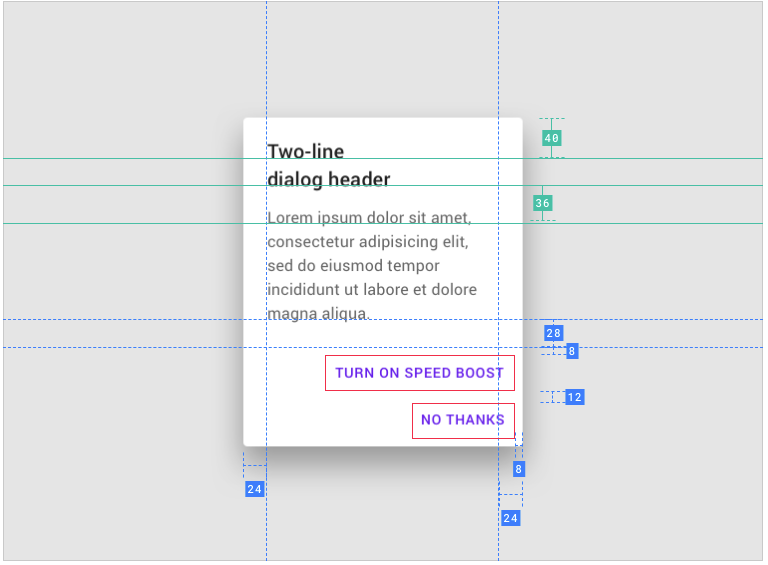 40
Two-line
dialog header
36
Lorem ipsum dolor sit amet,
consectetur adipisicing elit,
sed do eiusmod tempor
incididunt ut labore et dolore
magna aliqua.
28
8
TURN ON SPEED BOOST
12
NO THANKS
8
24
24